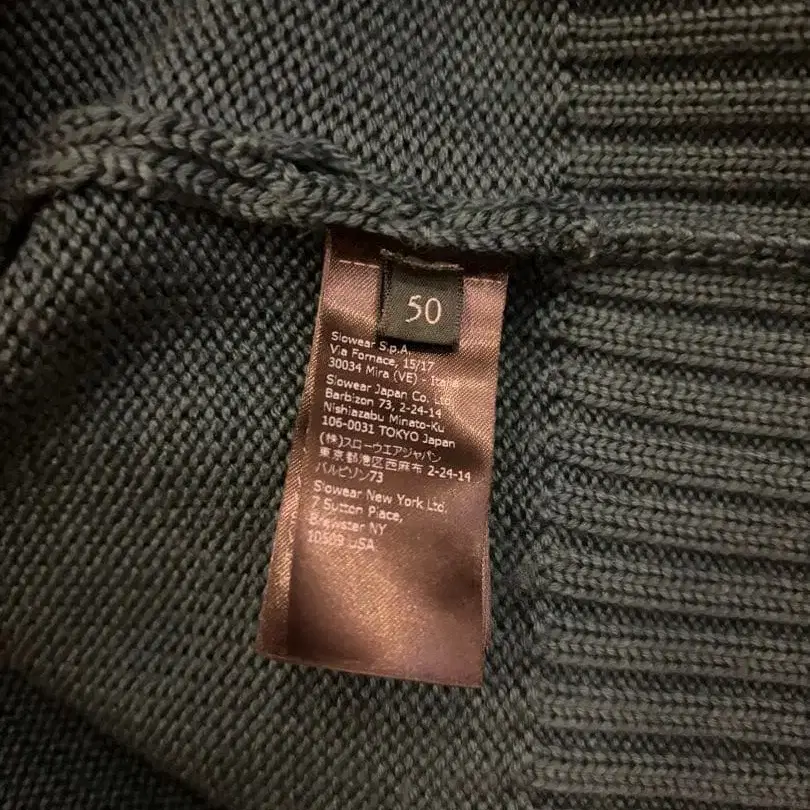 50
Slowear S.p.A.
Via Fornace, 15/17
30034 Mira (VE) - Italia
Slowear Japan Co. Ltd.
Barbizon 73, 2-24-14
Nishiazabu Minato-Ku
106-0031 TOKYO Japan
(株)スローウエアジャパン
東京都港区西麻布 2-24-14
バルビゾン73
Slowear New York Ltd.
7 Sutton Place,
Brewster NY
10509 USA